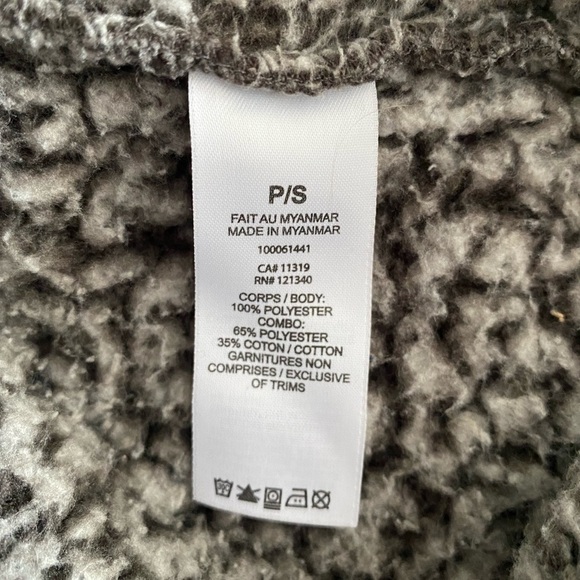 P/S
FAIT AU MYANMAR
MADE IN MYANMAR
100061441
CA# 11319
RN# 121340
CORPS / BODY:
100% POLYESTER
COMBO:
65% POLYESTER
35% COTON / COTTON
GARNITURES NON
COMPRISES / EXCLUSIVE
OF TRIMS